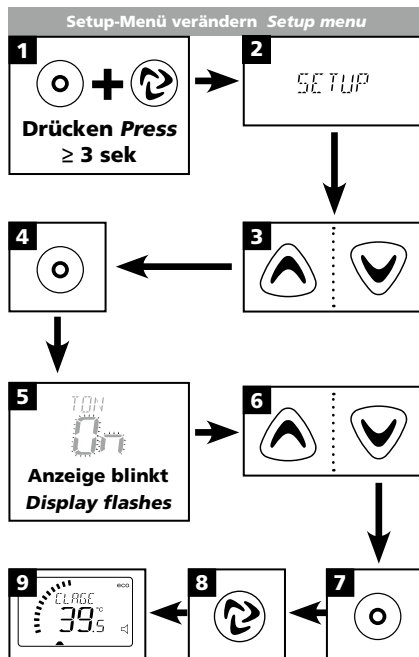 Setup-Menü verändern Setup menu
1
Drücken Press
≥ 3 sek
2
SETUP
3
4
5
TON
On
Anzeige blinkt
Display flashes
6
7
8
9
eco
CLAGE
39.5 °C